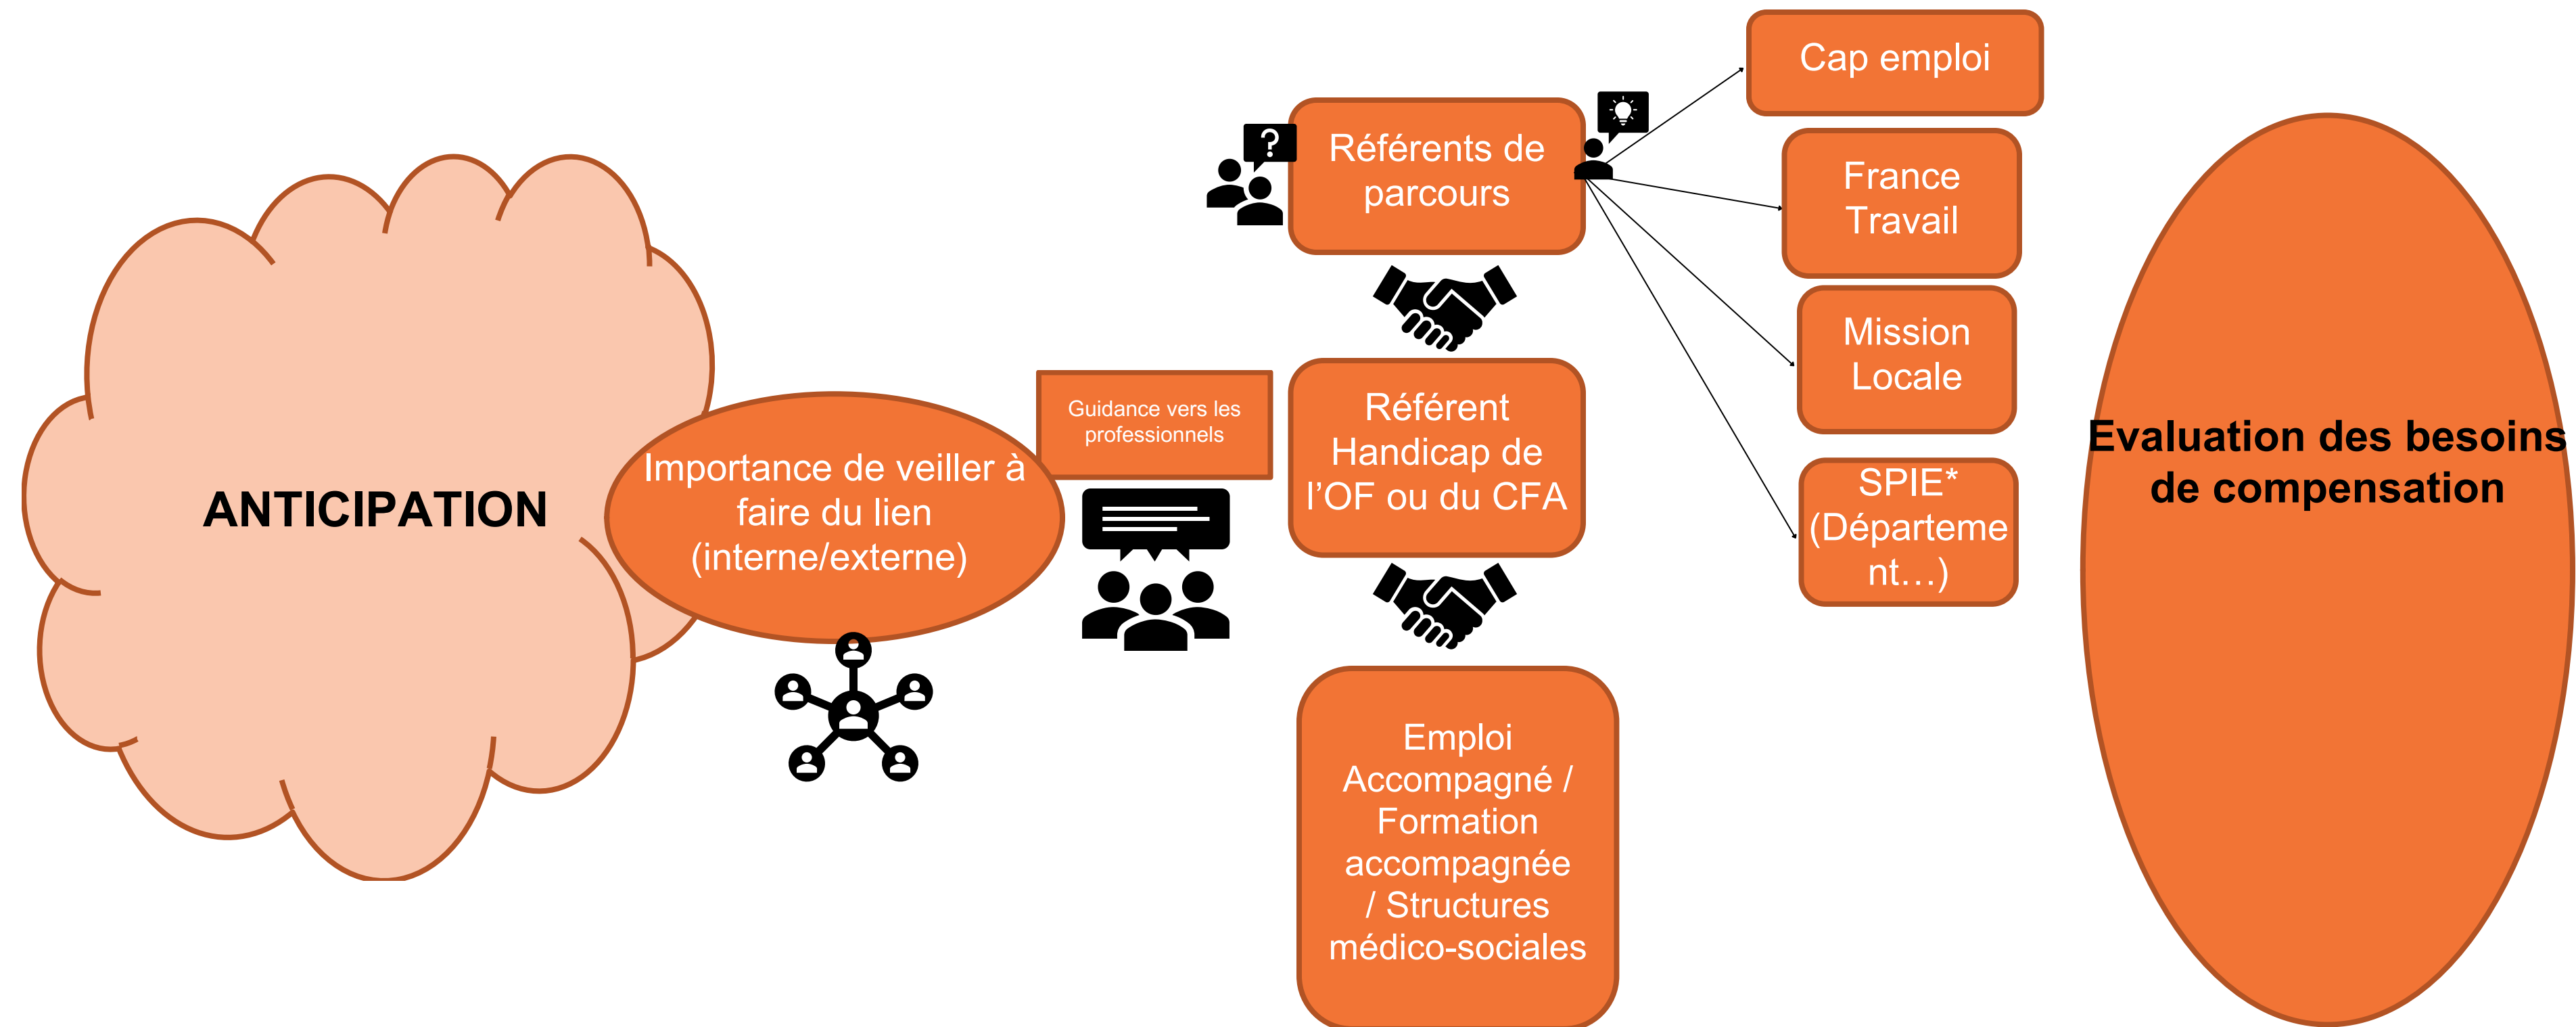 ANTICIPATION
Importance de veiller à
faire du lien
(interne/externe)
Guidance vers les
professionnels
?
Référents de
parcours
Référent
Handicap de
l’OF ou du CFA
Emploi
Accompagné /
Formation
accompagnée
/ Structures
médico-sociales
Cap emploi
France
Travail
Mission
Locale
SPIE*
(Départeme
nt…)
Evaluation des besoins
de compensation